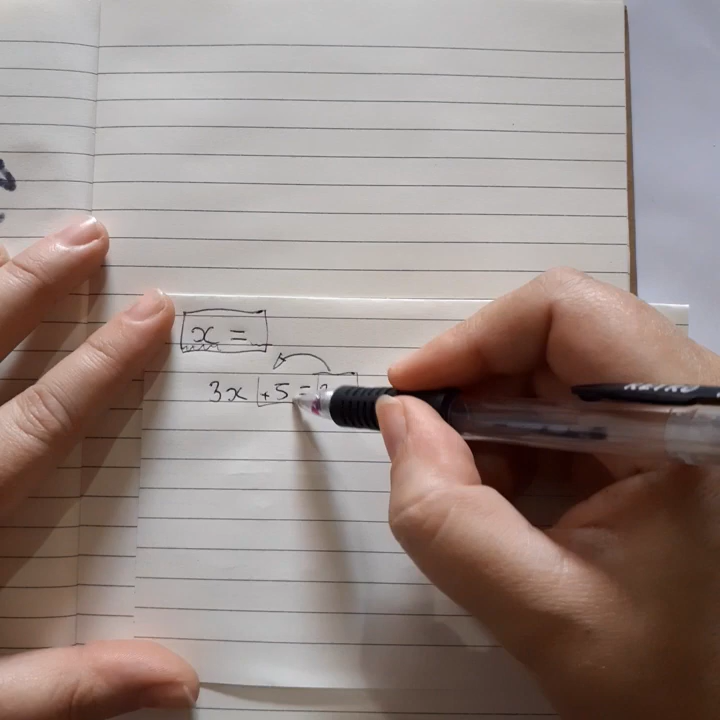 x =
3x +5 =